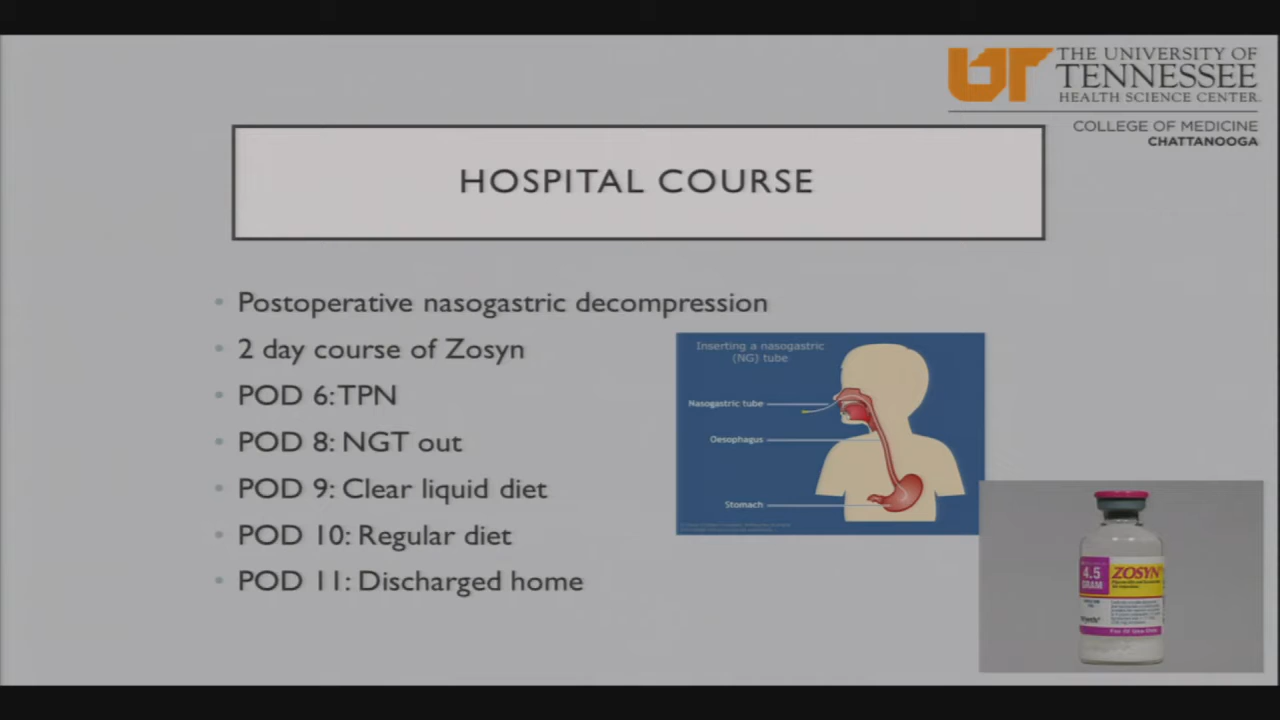 THE UNIVERSITY OF
TENNESSEE
HEALTH SCIENCE CENTER.
COLLEGE OF MEDICINE
CHATTANOOGA
HOSPITAL COURSE
Postoperative nasogastric decompression
2 day course of Zosyn
POD 6: TPN
POD 8: NGT out
POD 9: Clear liquid diet
POD 10: Regular diet
POD 11: Discharged home
Inserting a nasogastric
(NG) tube
Nasogastric tube
Oesophagus
Stomach
4.5
GRAM
ZOSYN